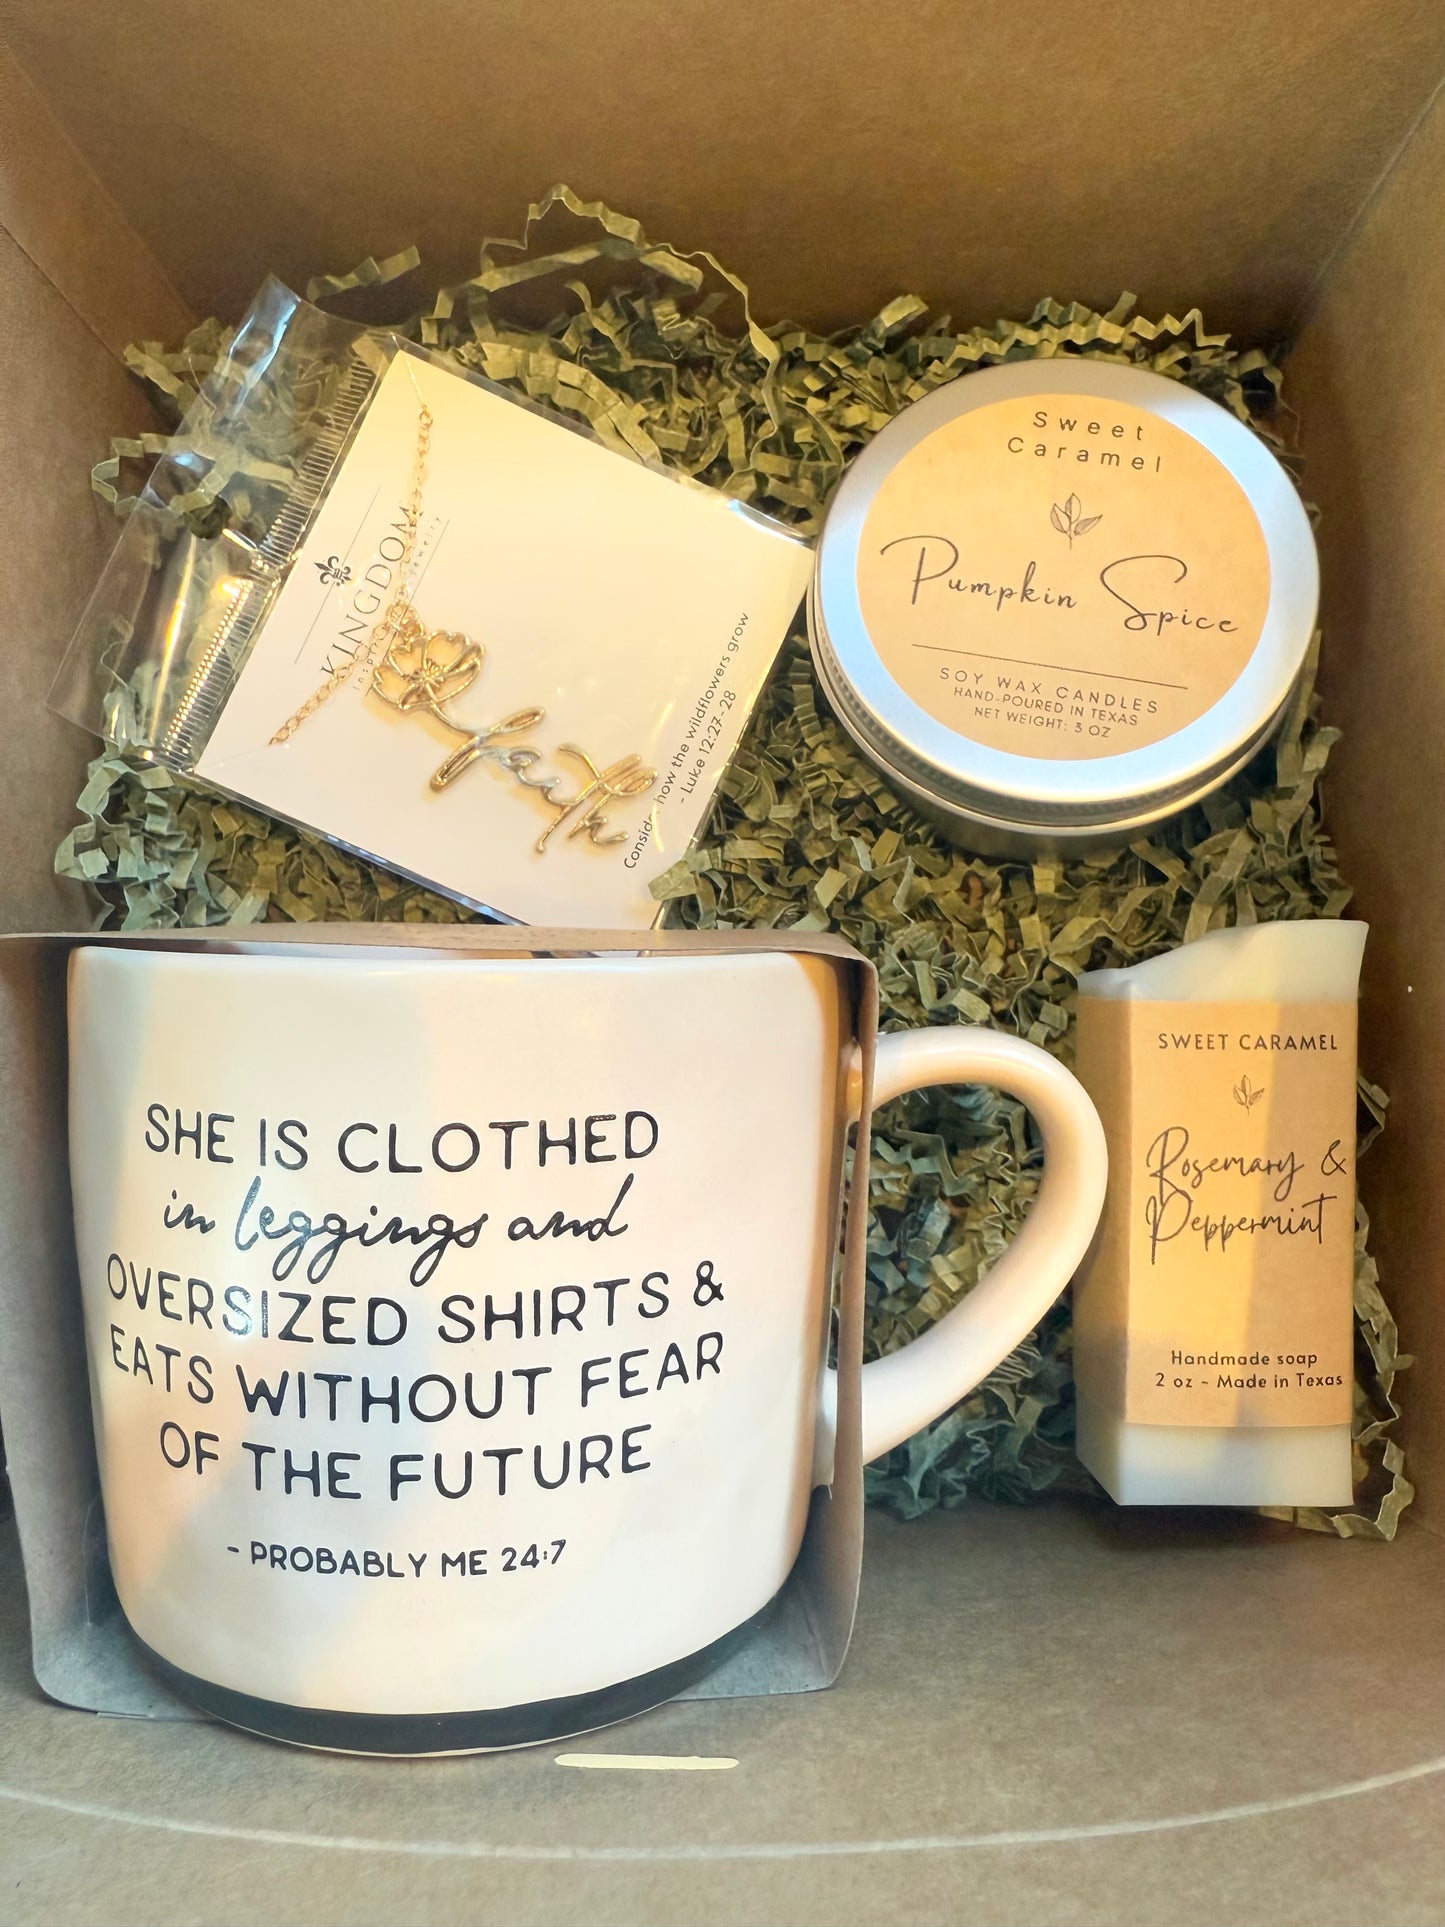 KINGDOM
Consider how the wildflowers grow
- Luke 12:27-28
faith
Sweet
Caramel
Pumpkin Spice
SOY WAX CANDLES
HAND-POURED IN TEXAS
NET WEIGHT: 3 OZ
SHE IS CLOTHED
in leggings and
OVERSIZED SHIRTS &
EATS WITHOUT FEAR
OF THE FUTURE
- PROBABLY ME 24:7
SWEET CARAMEL
Rosemary &
Peppermint
Handmade soap
2 oz - Made in Texas